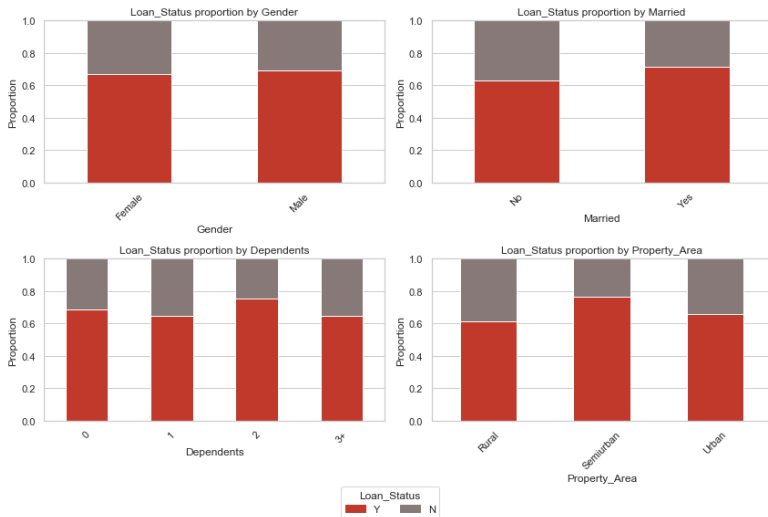 Loan_Status proportion by Gender
1.0
0.8
0.6
0.4
0.2
0.0
Proportion
Female
Male
Gender
Loan_Status proportion by Married
1.0
0.8
0.6
0.4
0.2
0.0
Proportion
No
Yes
Married
Loan_Status proportion by Dependents
1.0
0.8
0.6
0.4
0.2
0.0
Proportion
0
1
2
3+
Dependents
Loan_Status proportion by Property_Area
1.0
0.8
0.6
0.4
0.2
0.0
Proportion
Rural
Semiurban
Urban
Property_Area
Loan_Status
Y N